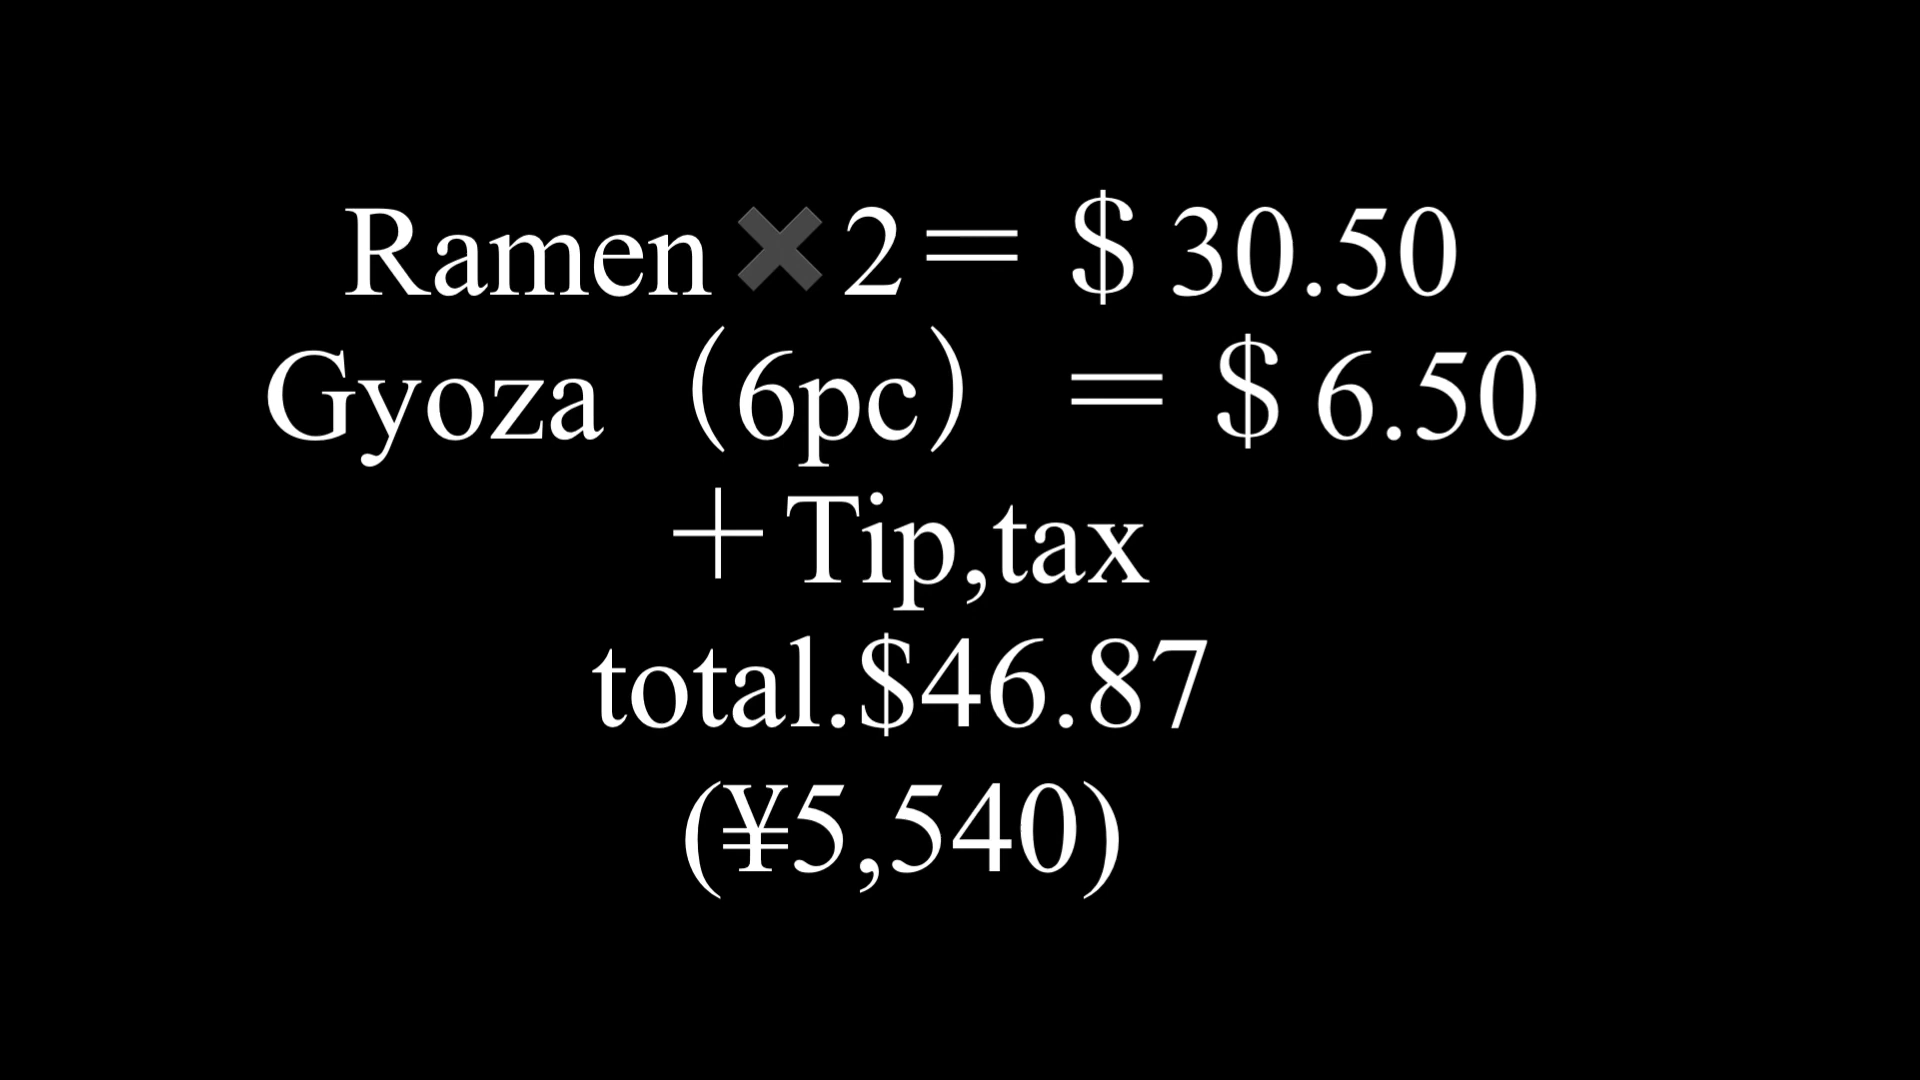 Ramen✖2＝＄30.50
Gyoza（6pc）＝＄6.50
＋Tip,tax
total.$46.87
(¥5,540)